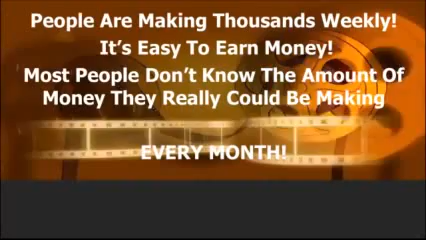 People Are Making Thousands Weekly!
It's Easy To Earn Money!
Most People Don't Know The Amount Of
Money They Really Could Be Making
EVERY MONTH!